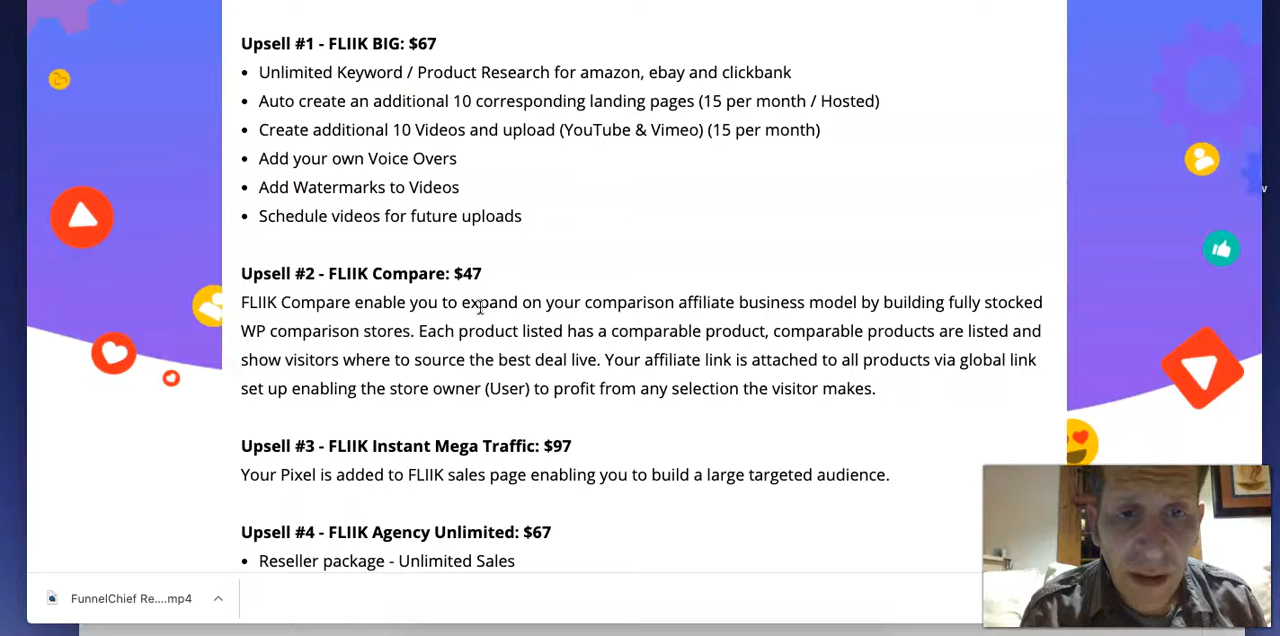 Upsell #1 - FLIIK BIG: $67
• Unlimited Keyword / Product Research for amazon, ebay and clickbank
• Auto create an additional 10 corresponding landing pages (15 per month / Hosted)
• Create additional 10 Videos and upload (YouTube & Vimeo) (15 per month)
• Add your own Voice Overs
• Add Watermarks to Videos
• Schedule videos for future uploads
Upsell #2 - FLIIK Compare: $47
FLIIK Compare enable you to expand on your comparison affiliate business model by building fully stocked
WP comparison stores. Each product listed has a comparable product, comparable products are listed and
show visitors where to source the best deal live. Your affiliate link is attached to all products via global link
set up enabling the store owner (User) to profit from any selection the visitor makes.
Upsell #3 - FLIIK Instant Mega Traffic: $97
Your Pixel is added to FLIIK sales page enabling you to build a large targeted audience.
Upsell #4 - FLIIK Agency Unlimited: $67
• Reseller package - Unlimited Sales
FunnelChief Re....mp4